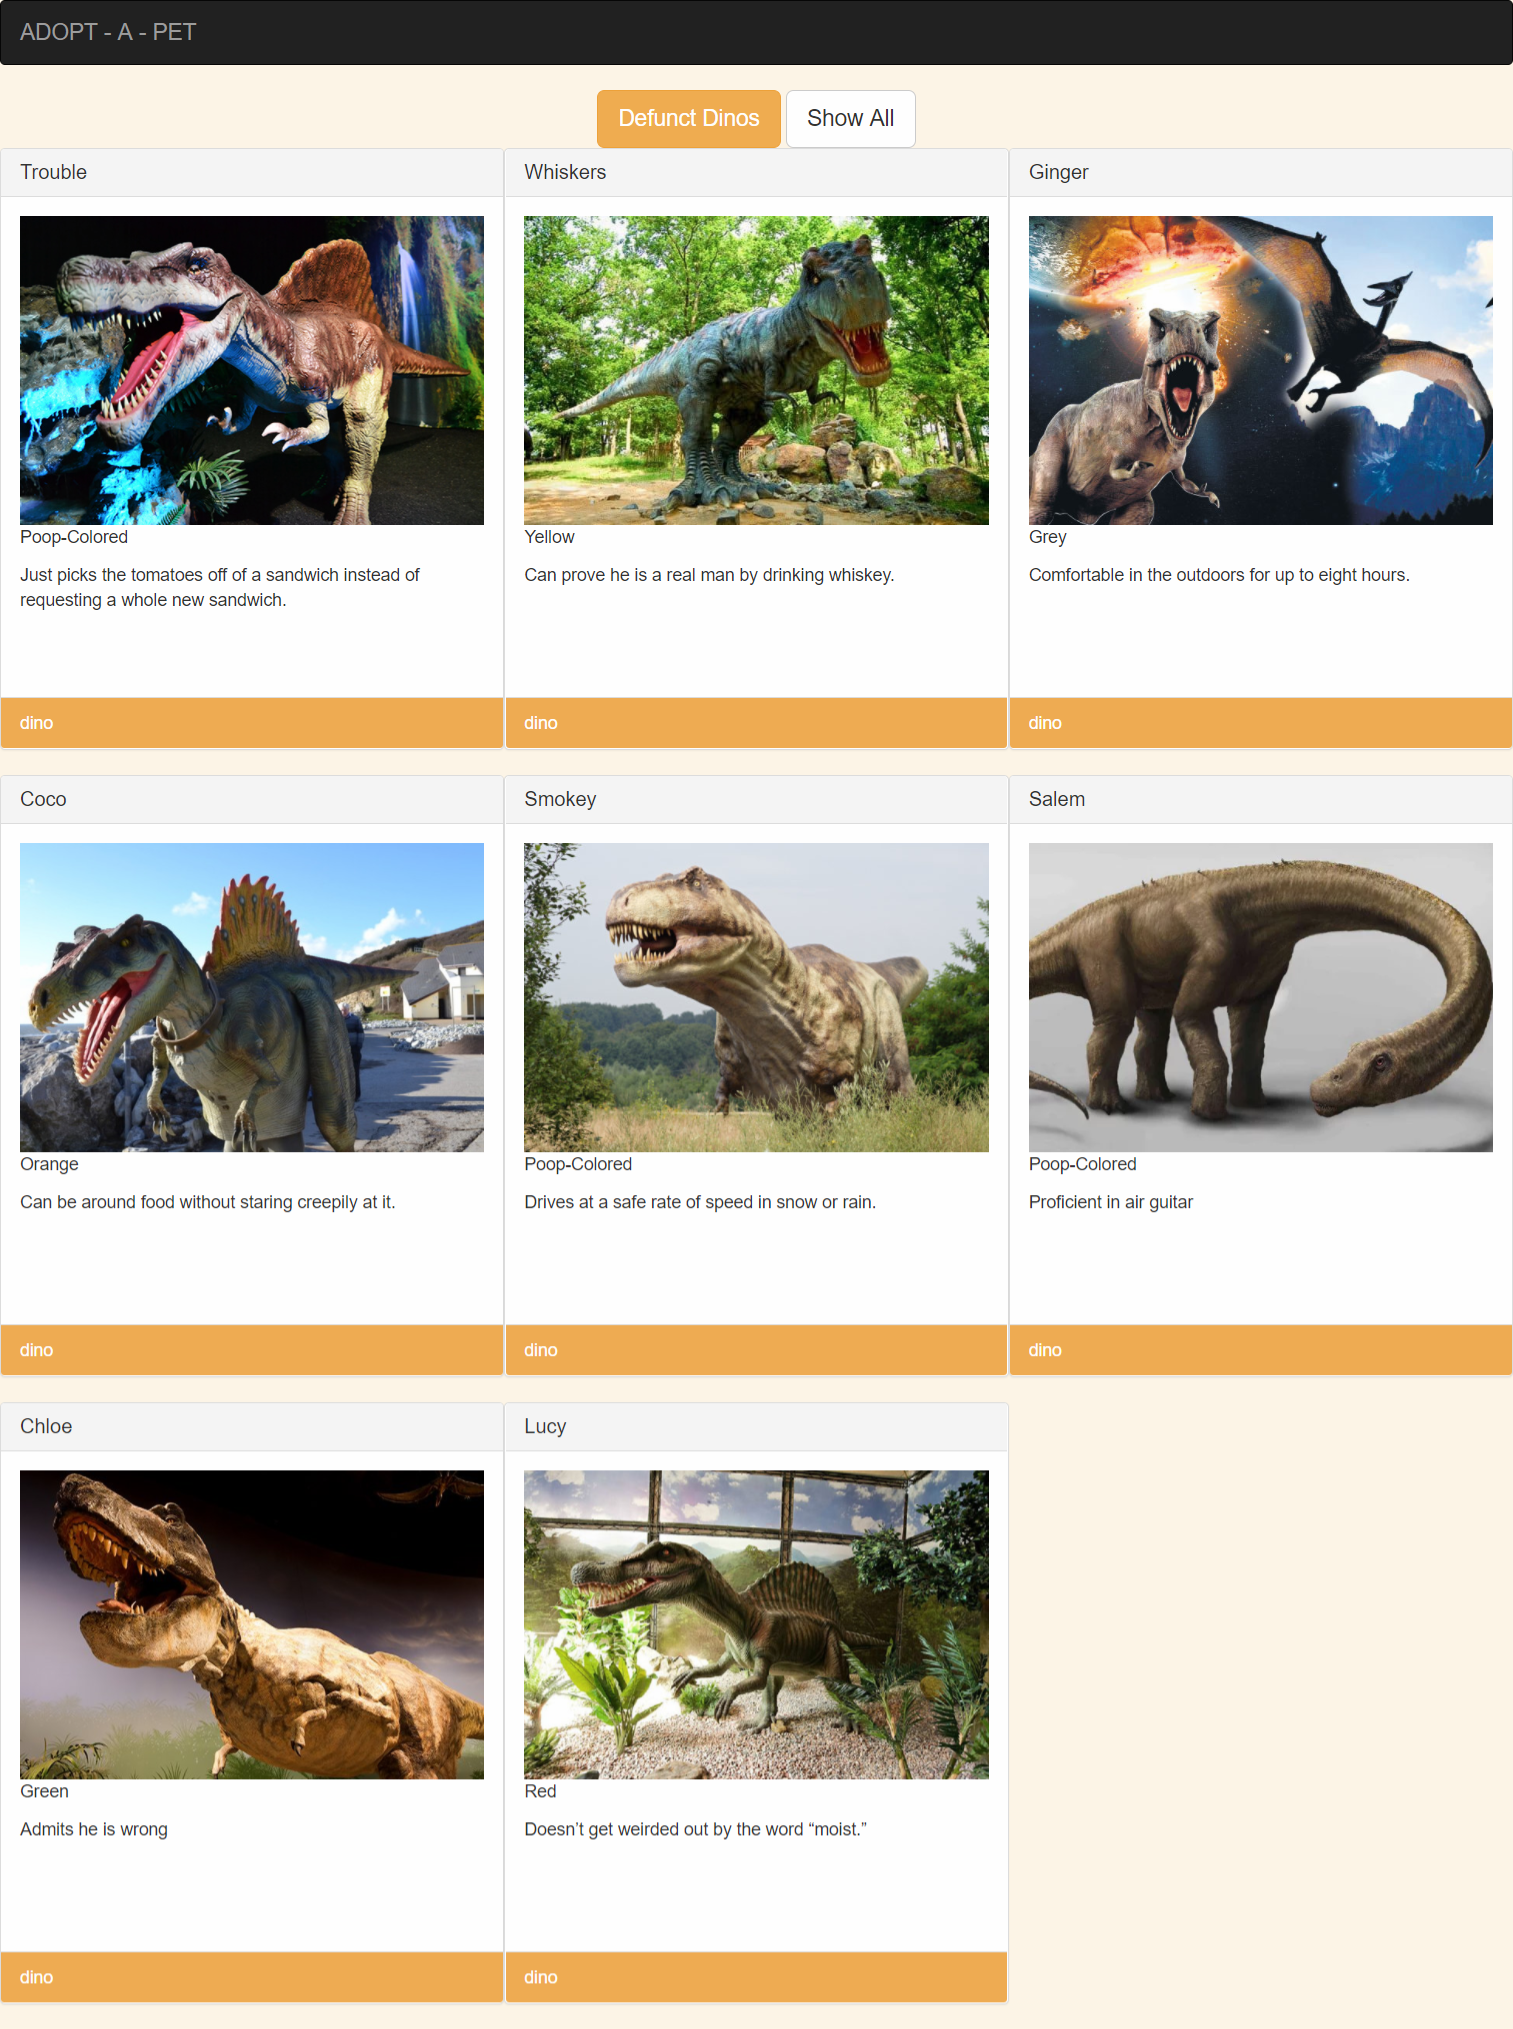 ADOPT - A - PET
Defunct Dinos
Show All
Trouble
Poop-Colored
Just picks the tomatoes off of a sandwich instead of
requesting a whole new sandwich.
dino
Whiskers
Yellow
Can prove he is a real man by drinking whiskey.
dino
Ginger
Grey
Comfortable in the outdoors for up to eight hours.
dino
Coco
Orange
Can be around food without staring creepily at it.
dino
Smokey
Poop-Colored
Drives at a safe rate of speed in snow or rain.
dino
Salem
Poop-Colored
Proficient in air guitar
dino
Chloe
Green
Admits he is wrong
dino
Lucy
Red
Doesn’t get weirded out by the word “moist.”
dino